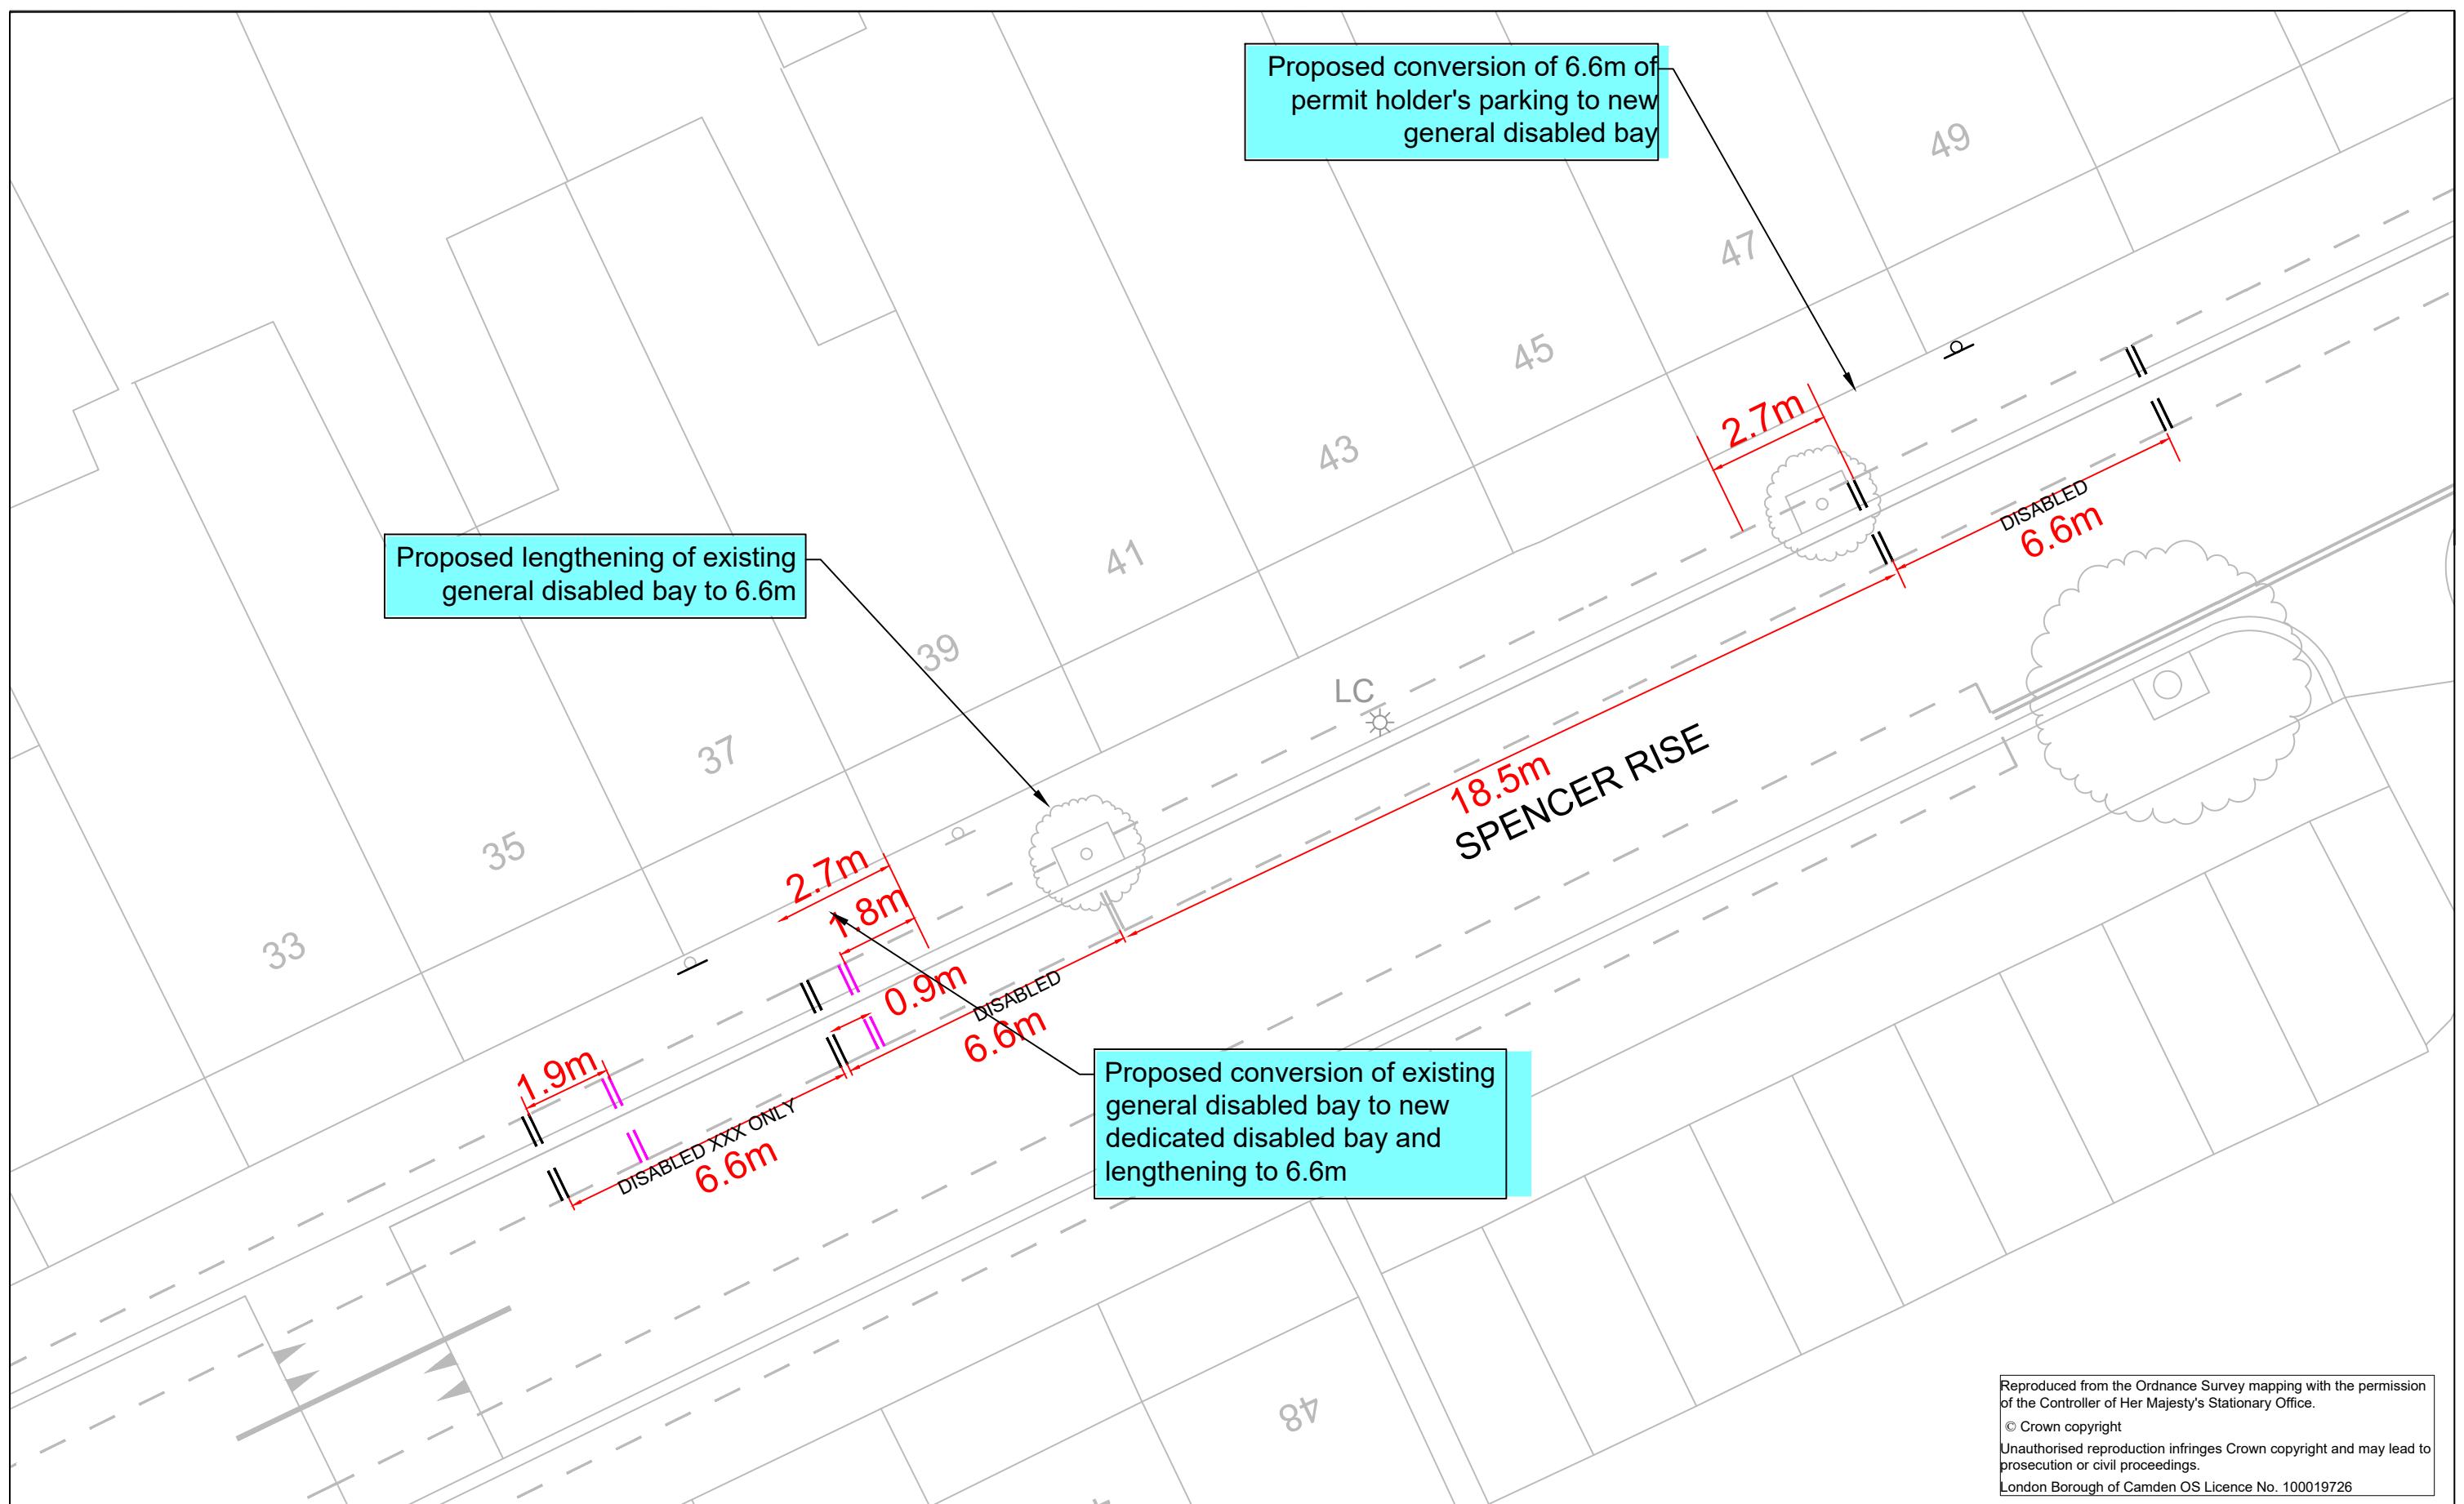 Proposed conversion of 6.6m of
permit holder's parking to new
general disabled bay
49
47
45
2.7m
43
DISABLED
6.6m
Proposed lengthening of existing
general disabled bay to 6.6m
41
39
LC
37
18.5m
SPENCER RISE
35
2.7m
1.8m
33
0.9m
DISABLED
6.6m
1.9m
DISABLED XXX ONLY
6.6m
Proposed conversion of existing
general disabled bay to new
dedicated disabled bay and
lengthening to 6.6m
48
Reproduced from the Ordnance Survey mapping with the permission
of the Controller of Her Majesty's Stationary Office.
© Crown copyright
Unauthorised reproduction infringes Crown copyright and may lead to
prosecution or civil proceedings.
London Borough of Camden OS Licence No. 100019726